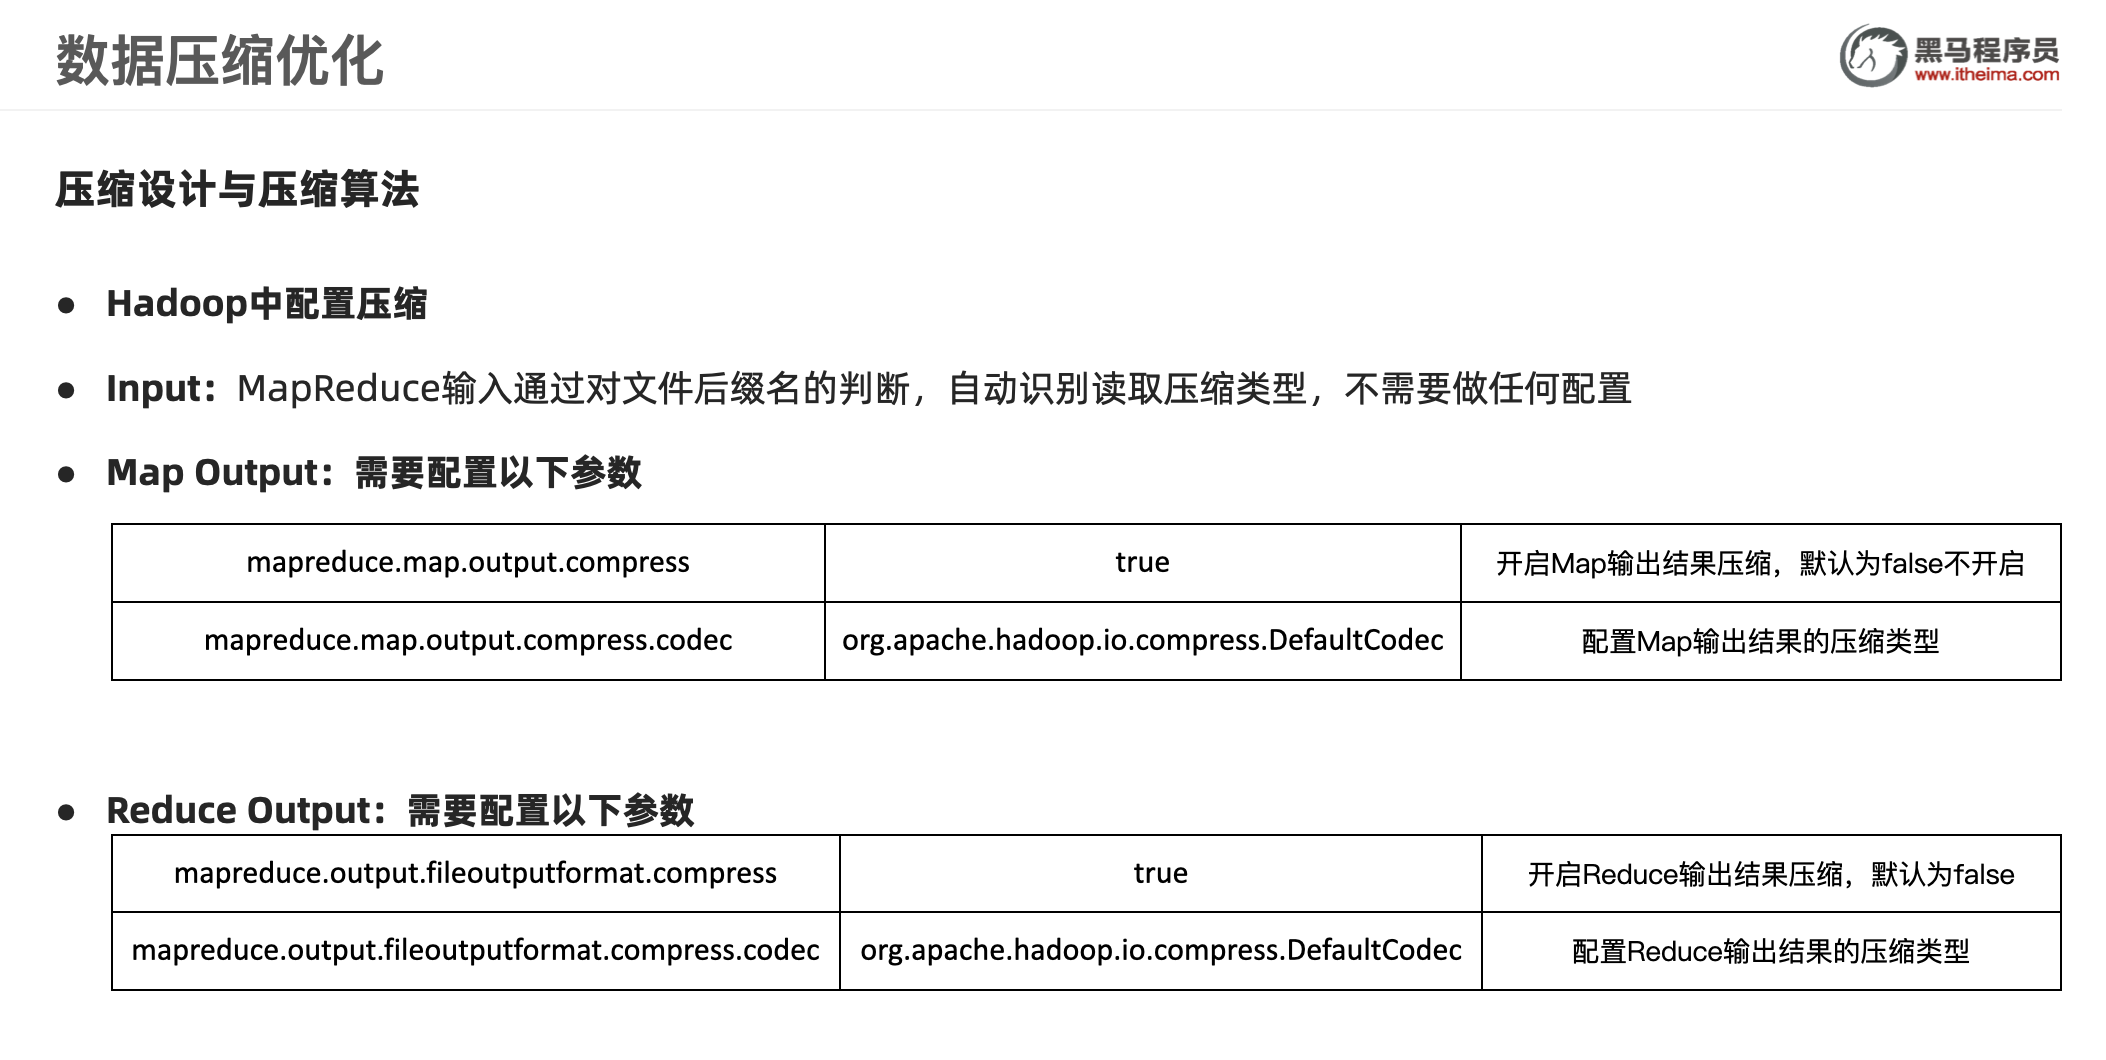 数据压缩优化
黑马程序员
www.itheima.com
压缩设计与压缩算法
● Hadoop中配置压缩
● Input：MapReduce输入通过对文件后缀名的判断，自动识别读取压缩类型，不需要做任何配置
● Map Output：需要配置以下参数
mapreduce.map.output.compress true 开启Map输出结果压缩，默认为false不开启
mapreduce.map.output.compress.codec org.apache.hadoop.io.compress.DefaultCodec 配置Map输出结果的压缩类型
● Reduce Output：需要配置以下参数
mapreduce.output.fileoutputformat.compress true 开启Reduce输出结果压缩，默认为false
mapreduce.output.fileoutputformat.compress.codec org.apache.hadoop.io.compress.DefaultCodec 配置Reduce输出结果的压缩类型